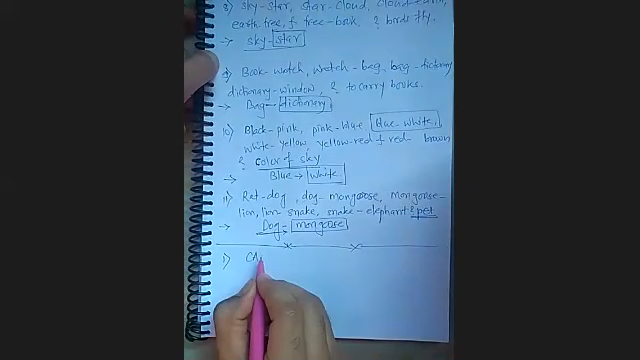 8) sky-star, star-cloud, cloud-earth,
earth-tree, & tree-book, ? birds fly.
→ sky-star
9) Book-watch, watch-bag, bag-dictionary
dictionary-window, ? to carry books.
→ Bag → dictionary
10) Black-pink, pink-blue, blue-white,
white-yellow, yellow-red & red brown
? Color of sky
→ Blue → white
11) Rat-dog, dog-mongoose, mongoose-
lion, lion snake, snake-elephant ? pet
→ Dog = mongoose
1) CA